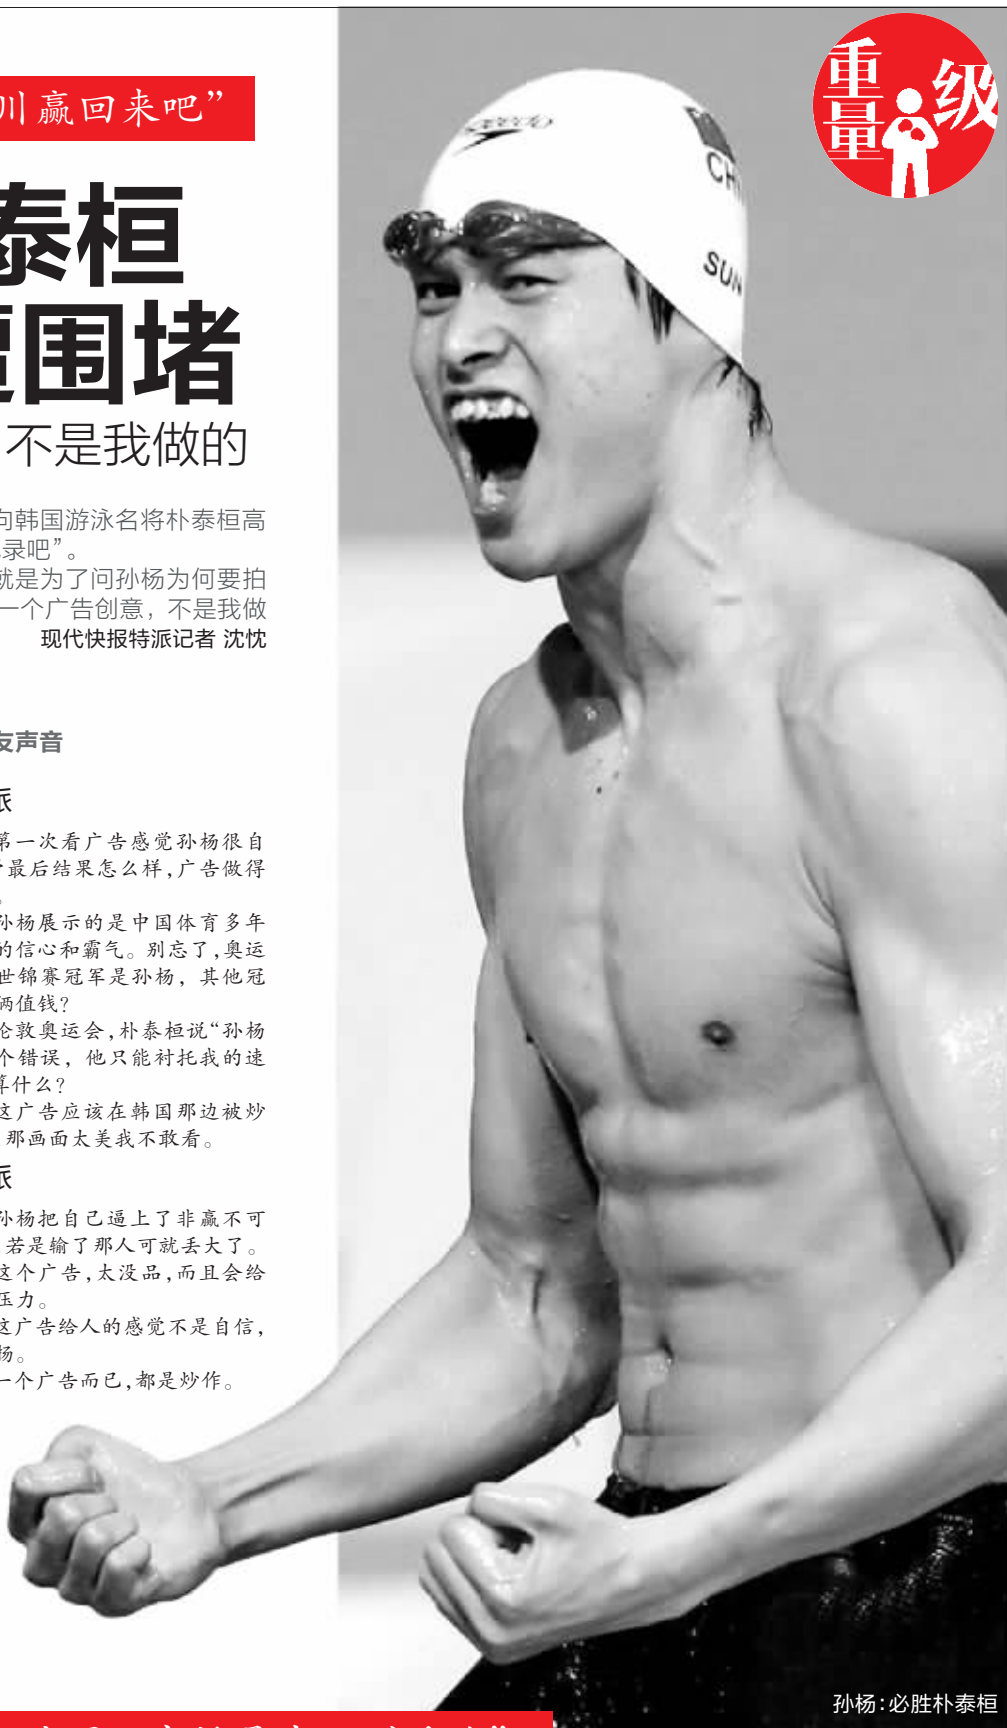 川赢回来吧”
重量级
speedo
泰桓
围堵
CHI
SUN
不是我做的
向韩国游泳名将朴泰桓高
录吧”。
就是为了问孙杨为何要拍
一个广告创意，不是我做
现代快报特派记者 沈忱
友声音
派
第一次看广告感觉孙杨很自
最后结果怎么样,广告做得
。
孙杨展示的是中国体育多年
的信心和霸气。别忘了,奥运
世锦赛冠军是孙杨，其他冠
俩值钱?
伦敦奥运会,朴泰桓说“孙杨
个错误，他只能衬托我的速
算什么?
这广告应该在韩国那边被炒
那画面太美我不敢看。
派
孙杨把自己逼上了非赢不可
若是输了那人可就丢大了。
这个广告,太没品,而且会给
压力。
这广告给人的感觉不是自信,
扬。
一个广告而已,都是炒作。
孙杨:必胜朴泰桓